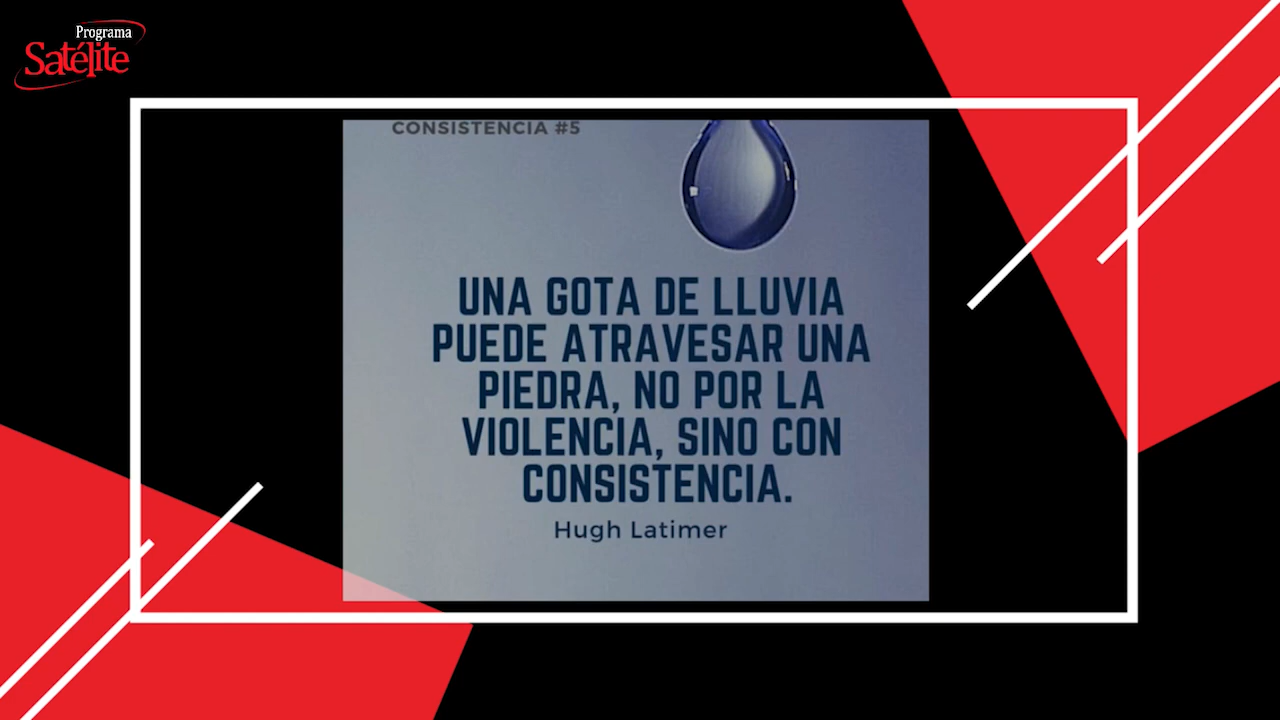 Programa
Satélite
CONSISTENCIA #5
UNA GOTA DE LLUVIA
PUEDE ATRAVESAR UNA
PIEDRA, NO POR LA
VIOLENCIA, SINO CON
CONSISTENCIA.
Hugh Latimer